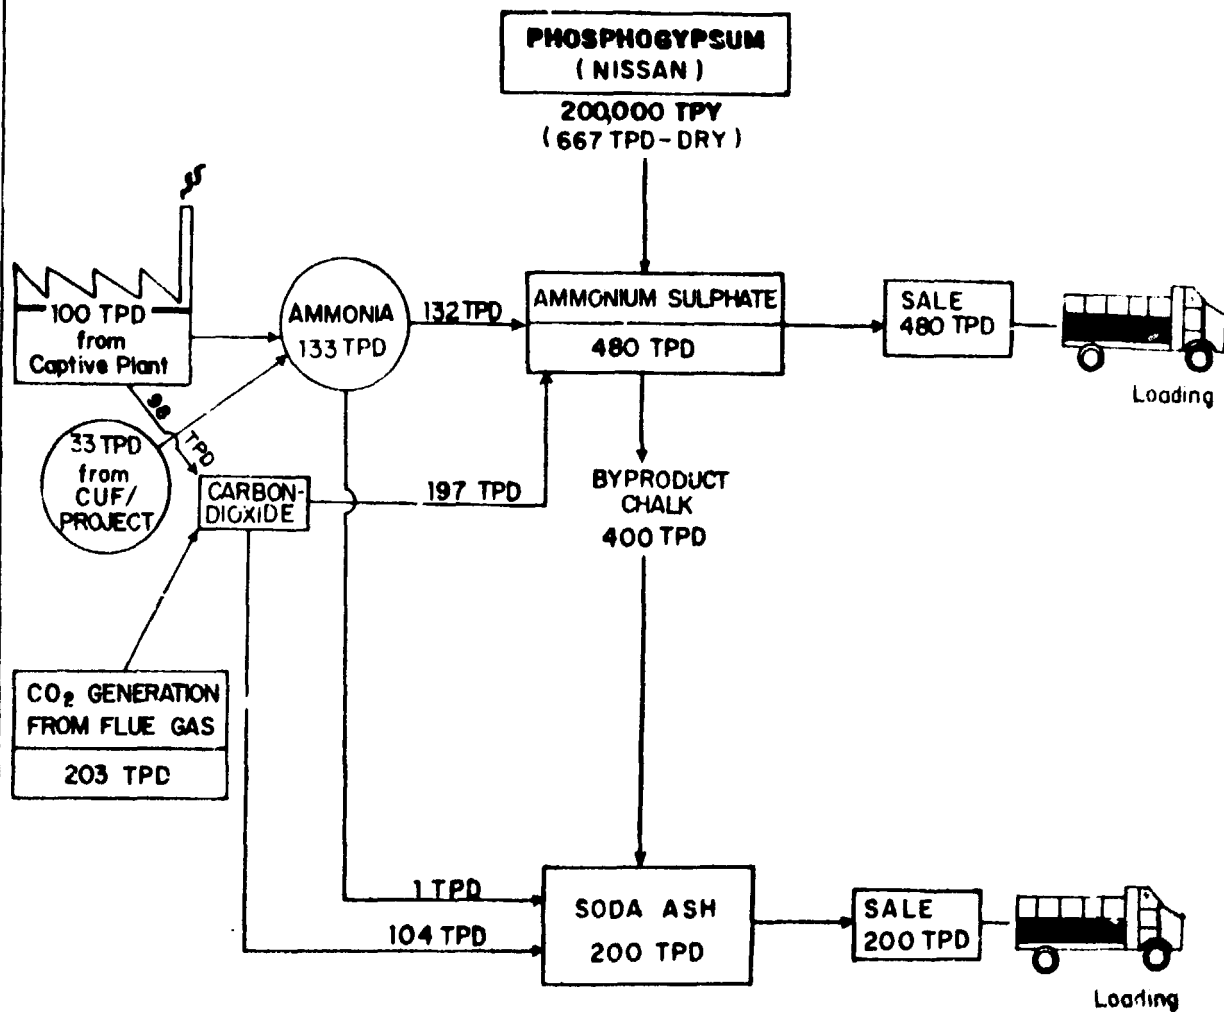 PHOSPHOGYPSUM
(NISSAN)
200,000 TPY
(667 TPD-DRY)
100 TPD
from
Captive Plant
AMMONIA
133 TPD
132 TPD
AMMONIUM SULPHATE
480 TPD
SALE
480 TPD
Loading
98 TPD
33 TPD
from
CUF/
PROJECT
CARBON-
DIOXIDE
197 TPD
BYPRODUCT
CHALK
400 TPD
CO₂ GENERATION
FROM FLUE GAS
203 TPD
1 TPD
104 TPD
SODA ASH
200 TPD
SALE
200 TPD
Loading